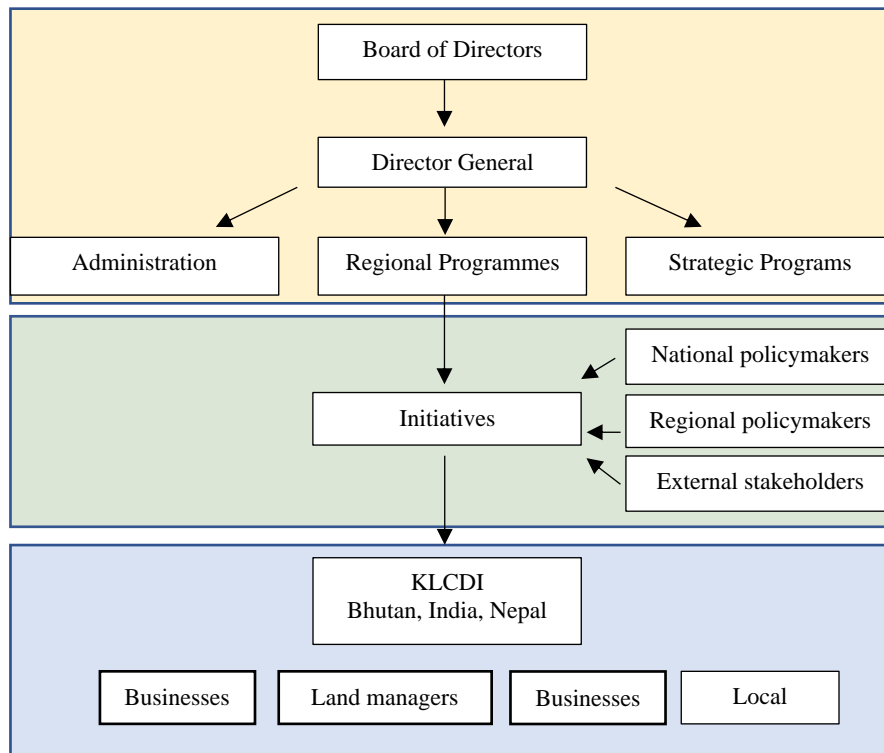 Board of Directors
Director General
Administration
Regional Programmes
Strategic Programs
National policymakers
Initiatives
Regional policymakers
External stakeholders
KLCDI
Bhutan, India, Nepal
Businesses
Land managers
Businesses
Local